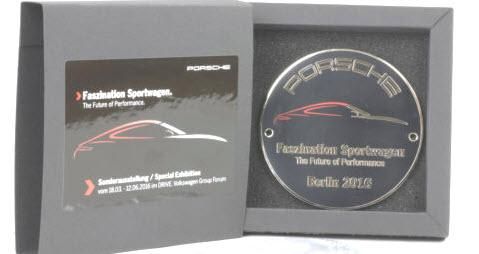 PORSCHE
Faszination Sportwagen.
The Future of Performance.
Sonderausstellung / Special Exhibition
vom 18.03. - 12.06.2016 im DRIVE. Volkswagen Group Forum
PORSCHE
Faszination Sportwagen
The Future of Performance
Berlin 2016